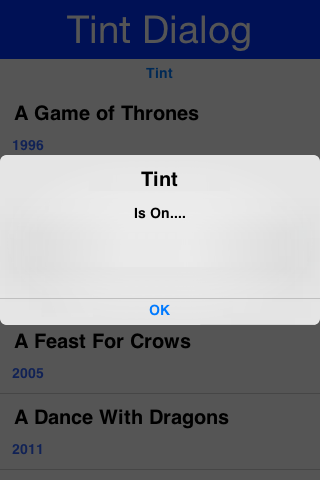 Tint Dialog
Tint
A Game of Thrones
1996
Tint
Is On....
OK
A Feast For Crows
2005
A Dance With Dragons
2011